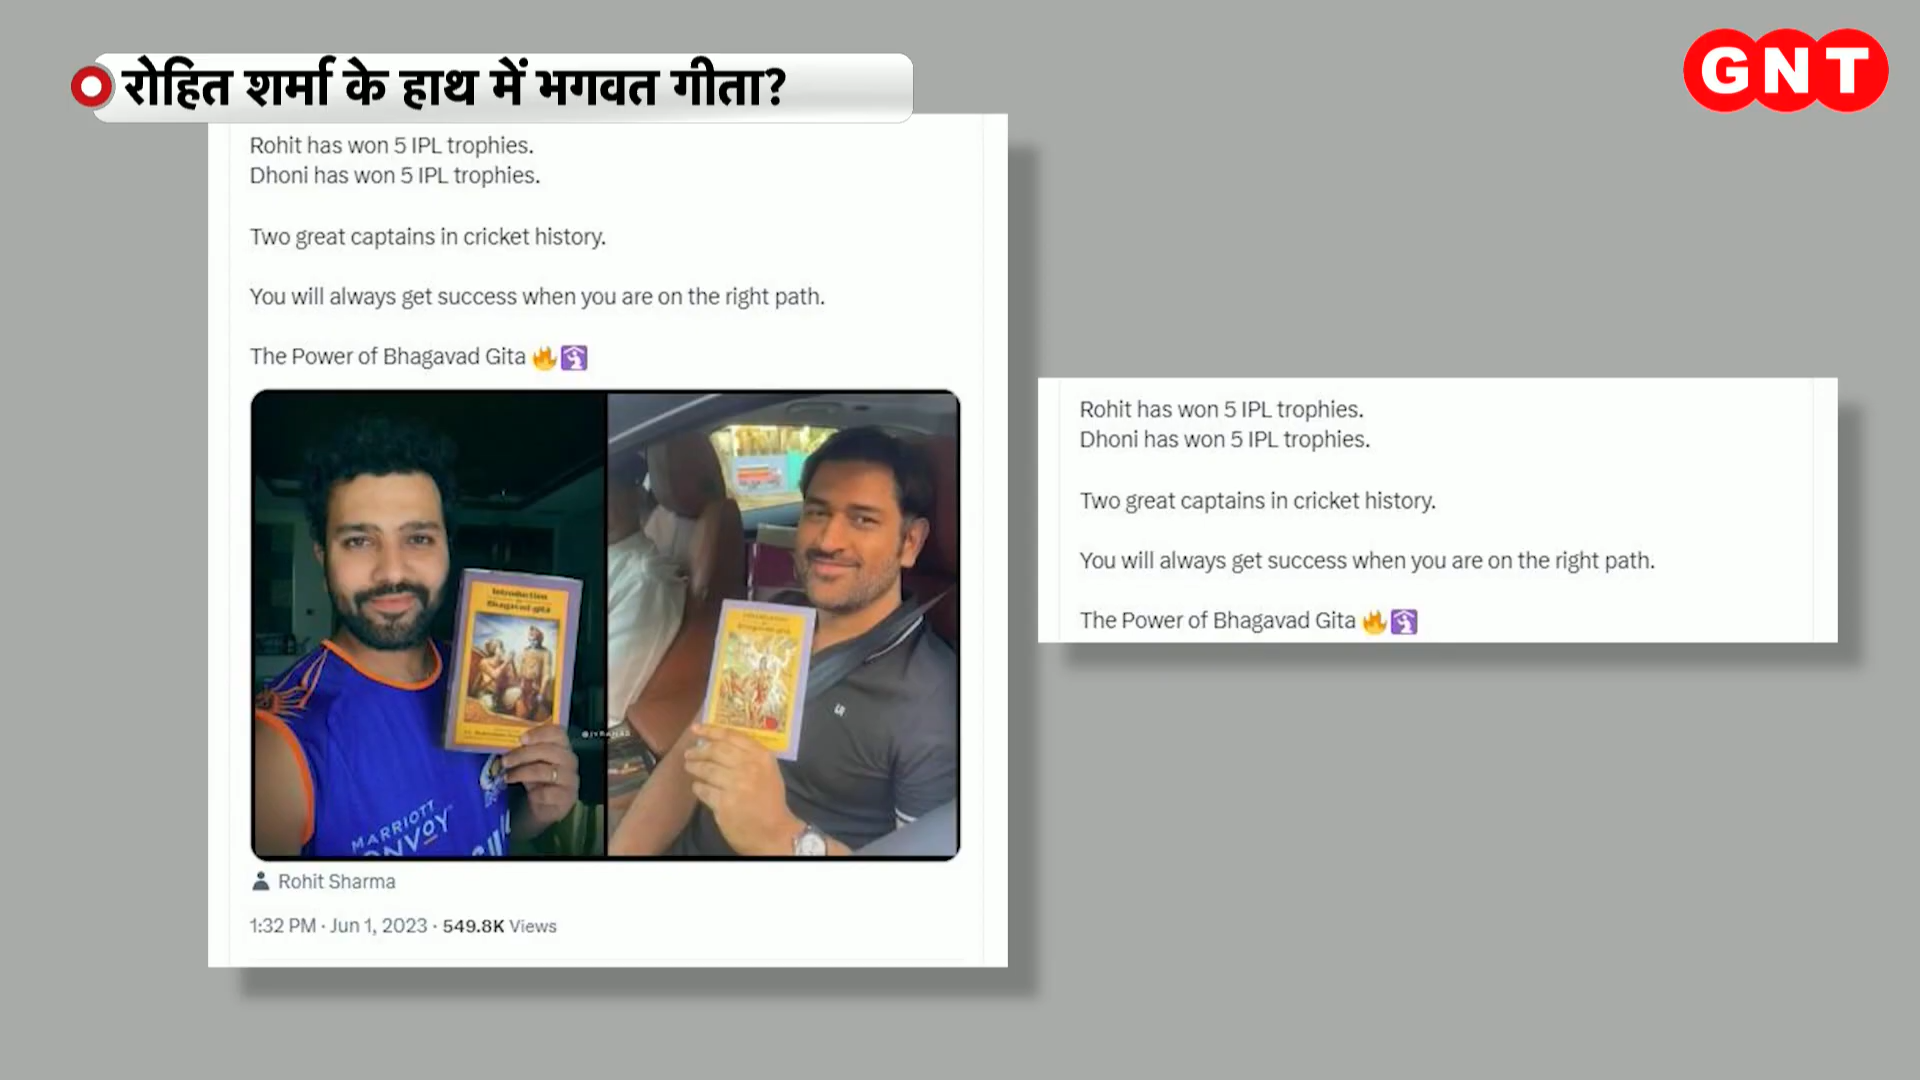 रोहित शर्मा के हाथ में भगवत गीता?
GNT
Rohit has won 5 IPL trophies.
Dhoni has won 5 IPL trophies.
Two great captains in cricket history.
You will always get success when you are on the right path.
The Power of Bhagavad Gita 🔥🛐
Introduction
Bhagavad-gita
MARRIOTT
Rohit Sharma
1:32 PM · Jun 1, 2023 · 549.8K Views
Rohit has won 5 IPL trophies.
Dhoni has won 5 IPL trophies.
Two great captains in cricket history.
You will always get success when you are on the right path.
The Power of Bhagavad Gita 🔥🛐